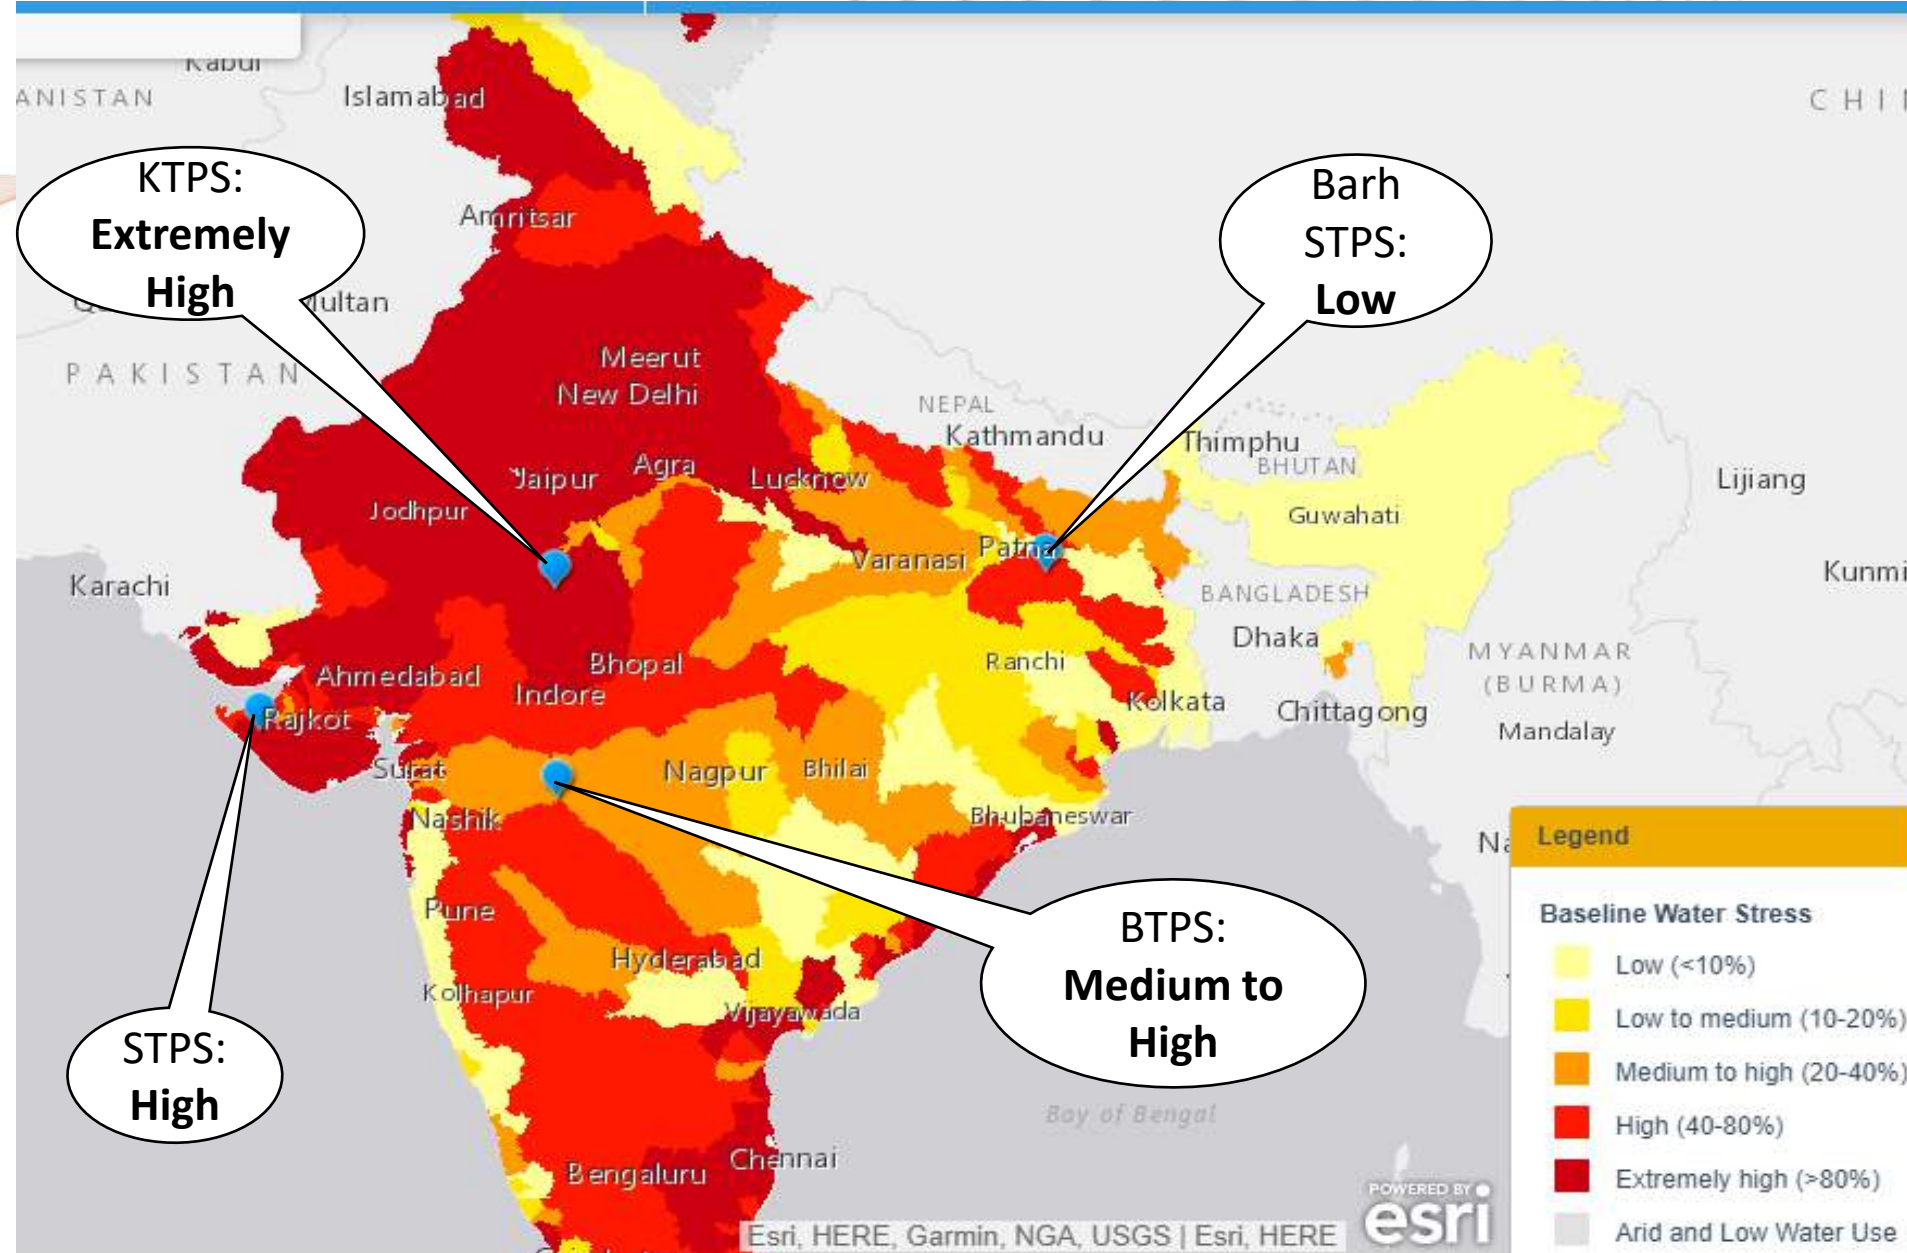 Kabul
ANISTAN
Islamabad
CHIN
KTPS:
Extremely
High
Barh
STPS:
Low
Amritsar
Multan
PAKISTAN
Meerut
New Delhi
NEPAL
Kathmandu
Thimphu
BHUTAN
Jaipur
Agra
Lucknow
Lijiang
Jodhpur
Guwahati
Varanasi
Patna
Karachi
Kunmi
BANGLADESH
Dhaka
MYANMAR
(BURMA)
Ahmedabad
Bhopal
Ranchi
Indore
Kolkata
Chittagong
Rajkot
Mandalay
Surat
Nagpur
Bhilai
Nashik
Bhubaneswar
Na
Legend
Baseline Water Stress
Low (<10%)
Low to medium (10-20%)
Medium to high (20-40%)
High (40-80%)
Extremely high (>80%)
Arid and Low Water Use
Pune
BTPS:
Medium to
High
Hyderabad
Kolhapur
Vijayawada
STPS:
High
Bay of Bengal
Bengaluru
Chennai
POWERED BY
esri
Esri, HERE, Garmin, NGA, USGS | Esri, HERE